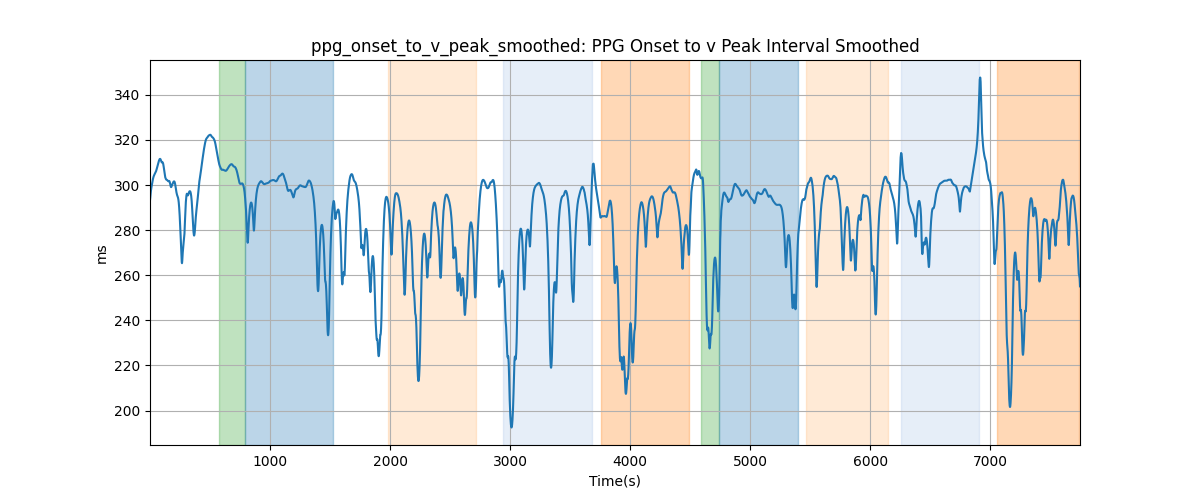 ppg_onset_to_v_peak_smoothed: PPG Onset to v Peak Interval Smoothed
340
320
300
280
260
240
220
200
ms
1000 2000 3000 4000 5000 6000 7000
Time(s)